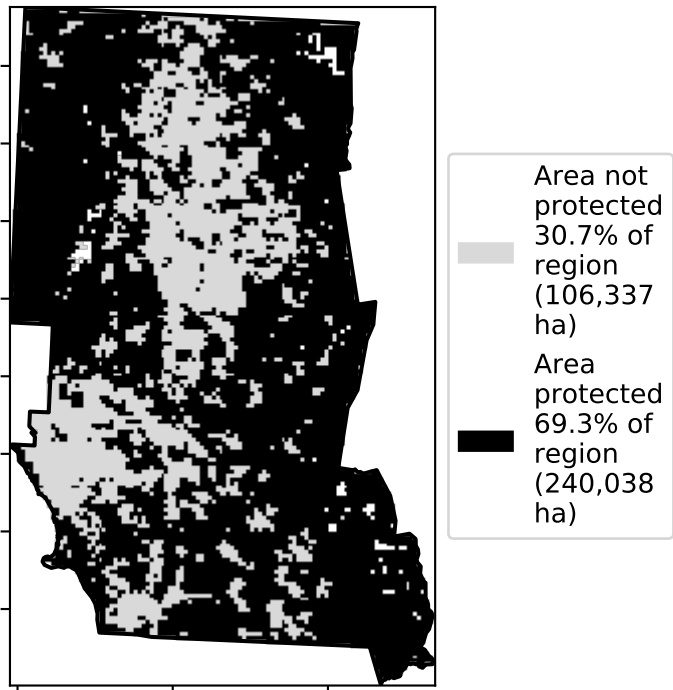 Area not
protected
30.7% of
region
(106,337
ha)
Area
protected
69.3% of
region
(240,038
ha)